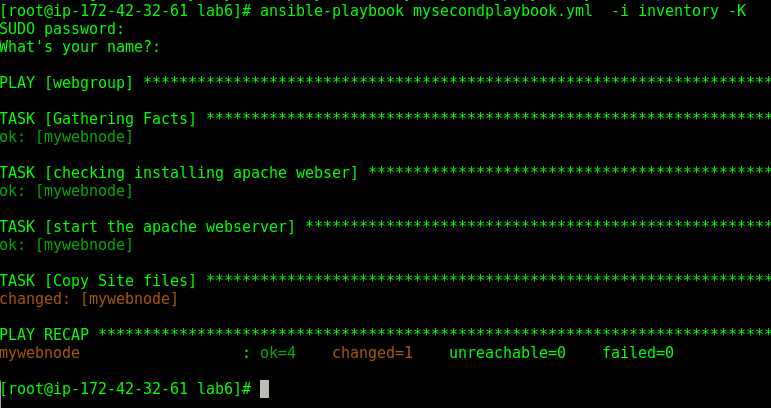 [root@ip-172-42-32-61 lab6]# ansible-playbook mysecondplaybook.yml  -i inventory -K
SUDO password:
What's your name?:
PLAY [webgroup] **********************************************************************
TASK [Gathering Facts] ***************************************************************
ok: [mywebnode]
TASK [checking installing apache webser] *********************************************
ok: [mywebnode]
TASK [start the apache webserver] ****************************************************
ok: [mywebnode]
TASK [Copy Site files] ***************************************************************
changed: [mywebnode]
PLAY RECAP ***************************************************************************
mywebnode                  : ok=4    changed=1    unreachable=0    failed=0
[root@ip-172-42-32-61 lab6]#